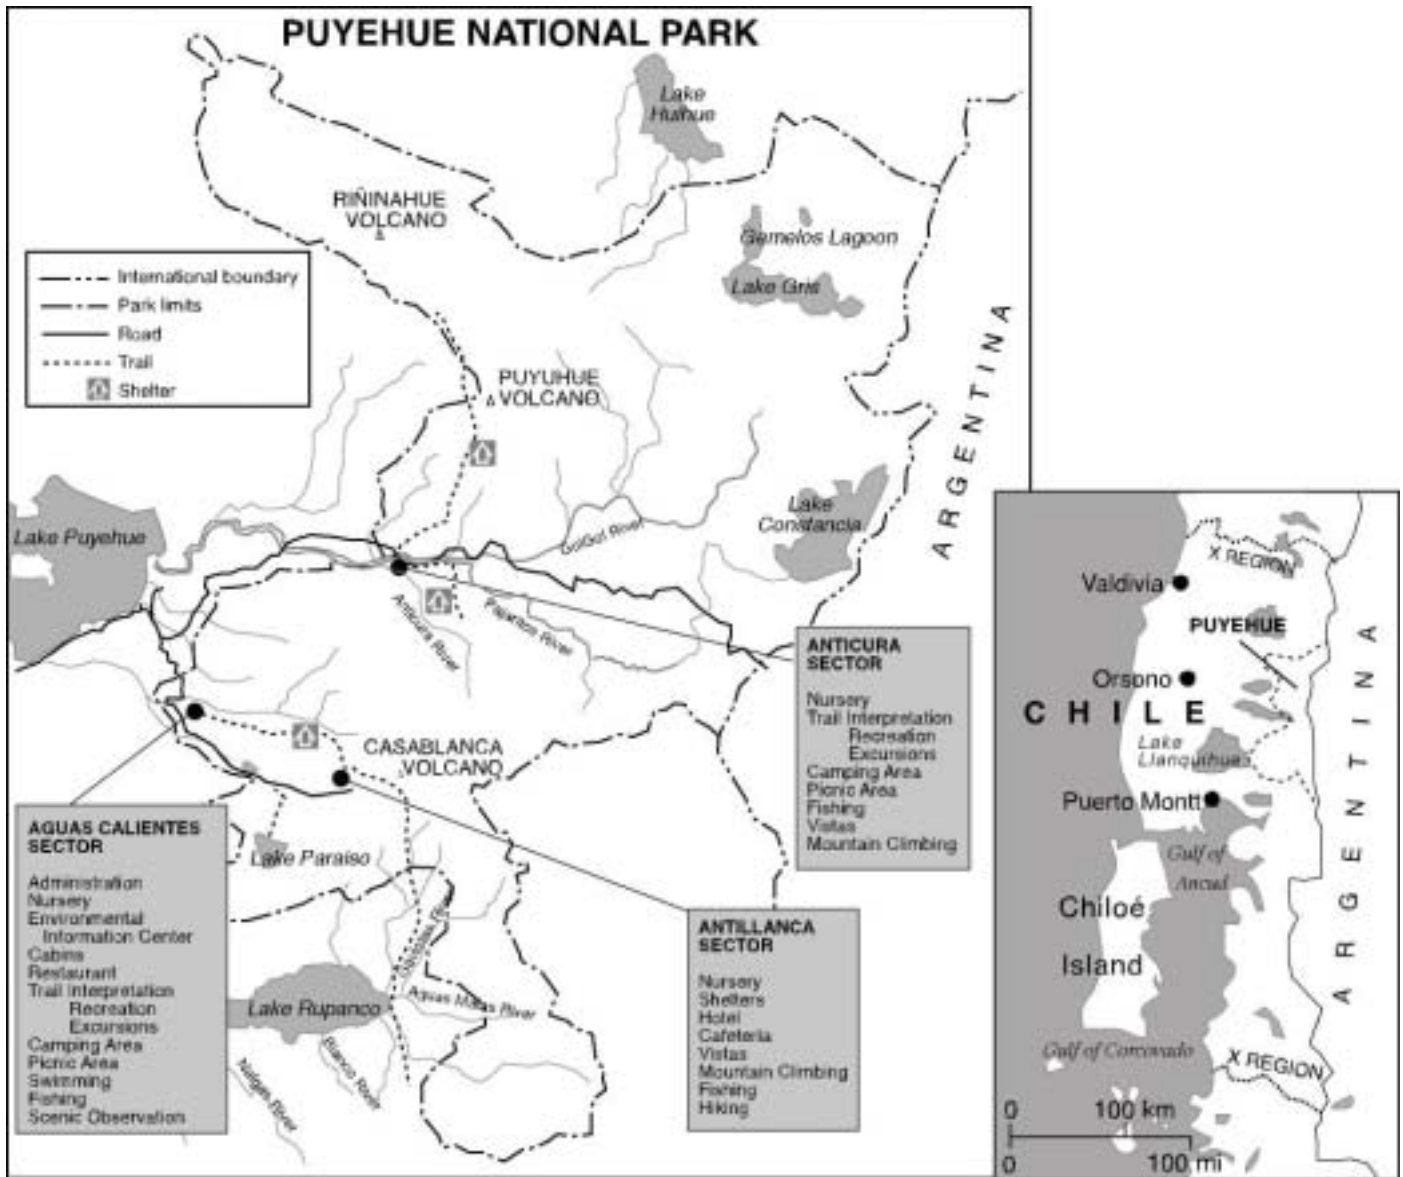 PUYEHUE NATIONAL PARK
Lake
Huihue
RIÑINAHUE
VOLCANO
Gemelos Lagoon
Lake Gris
International boundary
Park limits
Road
Trail
Shelter
PUYUHUE
VOLCANO
ARGENTINA
Lake Puyehue
Lake
Constancia
GolGol River
Anticura River
River
ANTICURA
SECTOR
Nursery
Trail Interpretation
Recreation
Excursions
Camping Area
Picnic Area
Fishing
Vistas
Mountain Climbing
CASABLANCA
VOLCANO
AGUAS CALIENTES
SECTOR
Administration
Nursery
Environmental
Information Center
Cabins
Restaurant
Trail Interpretation
Recreation
Excursions
Camping Area
Picnic Area
Swimming
Fishing
Scenic Observation
Lake Paraiso
ANTILLANCA
SECTOR
Nursery
Shelters
Hotel
Cafeteria
Vistas
Mountain Climbing
Fishing
Hiking
Lake Rupanco
Aguas Malas River
Blanco River
Nalgas River
X REGION
Valdivia
PUYEHUE
Orsono
CHILE
Lake
Llanquihue
Puerto Montt
Gulf of
Ancud
Chiloé
Island
ARGENTINA
Gulf of Corcovado
X REGION
0 100 km
0 100 mi